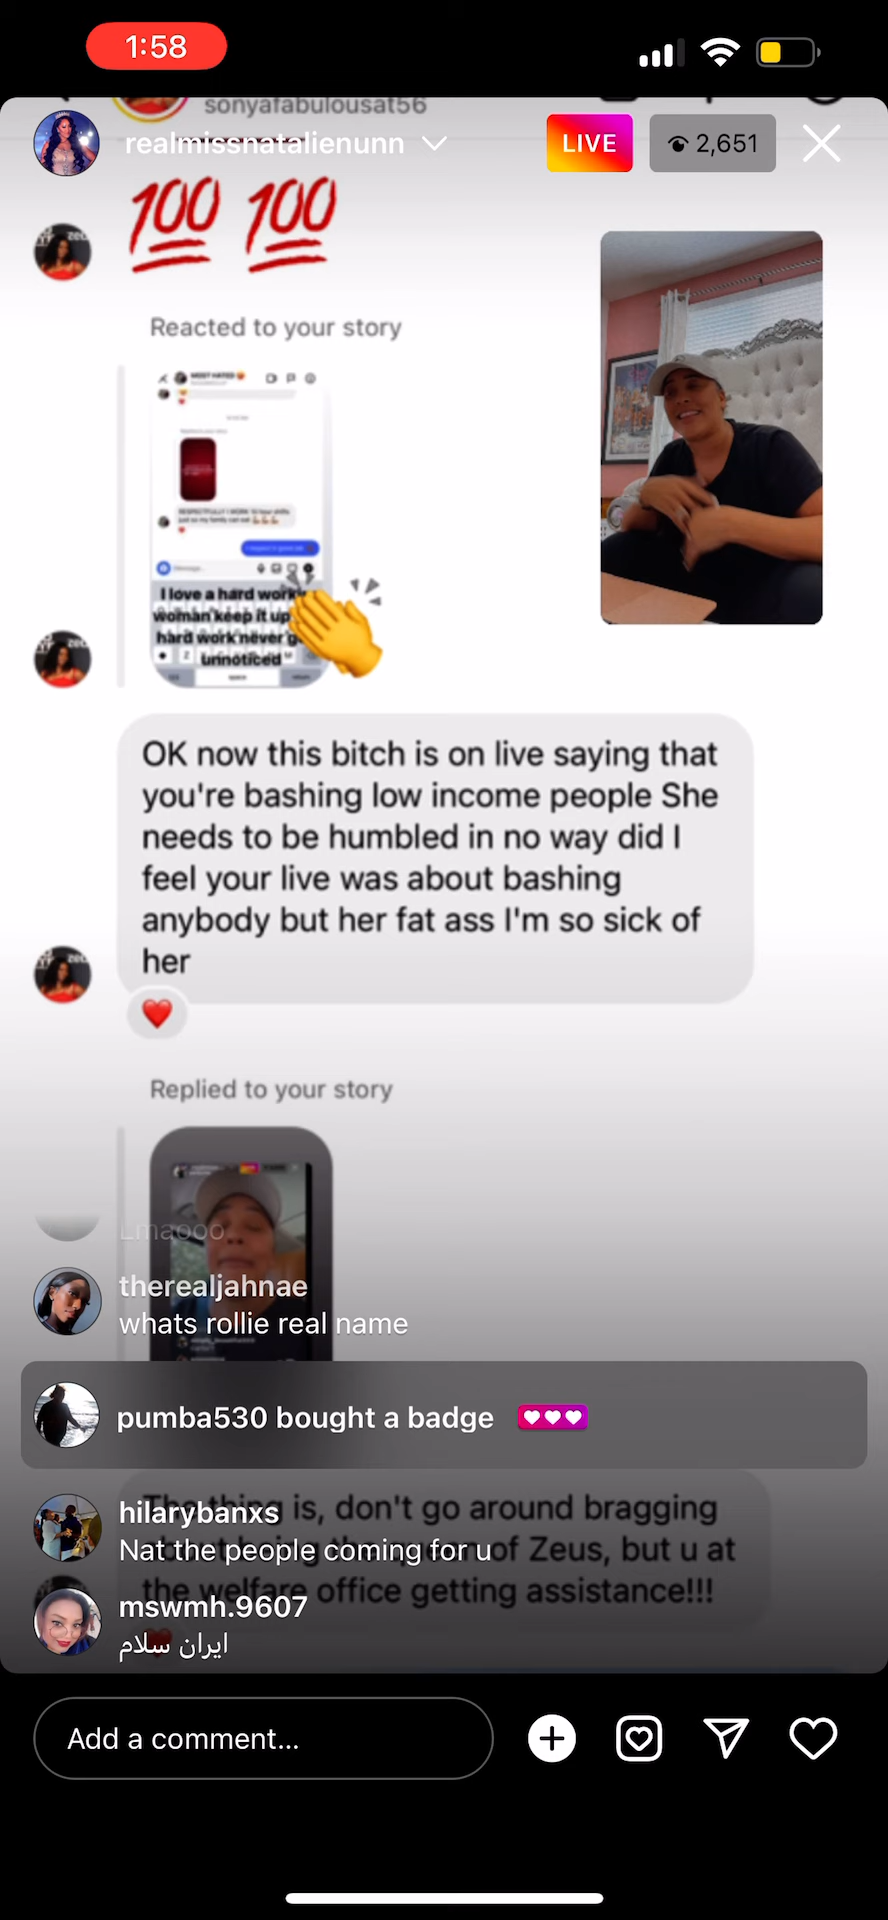 1:58
sonyafabulousat56
realmissnatalienunn
LIVE
2,651
💯 💯
Reacted to your story
MOST HATED
I love a hard work
woman keep it up
hard work never g
unnoticed
OK now this bitch is on live saying that
you're bashing low income people She
needs to be humbled in no way did I
feel your live was about bashing
anybody but her fat ass I'm so sick of
her
Replied to your story
Lmaooo
therealjahnae
whats rollie real name
pumba530 bought a badge
hilarybanxs
Nat the people coming for u
mswmh.9607
ایران سلام
The thing is, don't go around bragging
of Zeus, but u at
the welfare office getting assistance!!!
Add a comment...